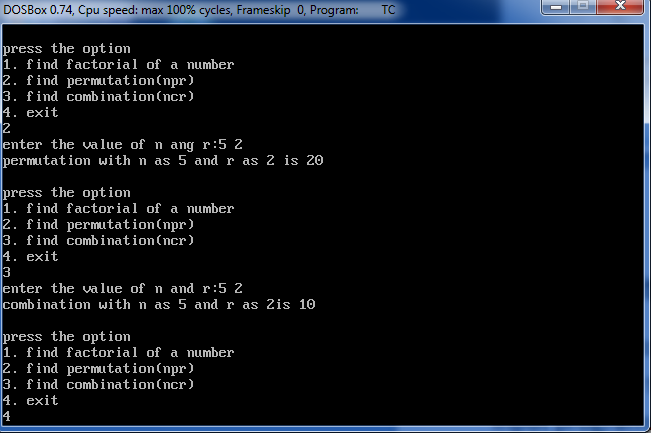 DOSBox 0.74, Cpu speed: max 100% cycles, Frameskip 0, Program: TC
press the option
1. find factorial of a number
2. find permutation(npr)
3. find combination(ncr)
4. exit
2
enter the value of n ang r:5 2
permutation with n as 5 and r as 2 is 20
press the option
1. find factorial of a number
2. find permutation(npr)
3. find combination(ncr)
4. exit
3
enter the value of n and r:5 2
combination with n as 5 and r as 2is 10
press the option
1. find factorial of a number
2. find permutation(npr)
3. find combination(ncr)
4. exit
4